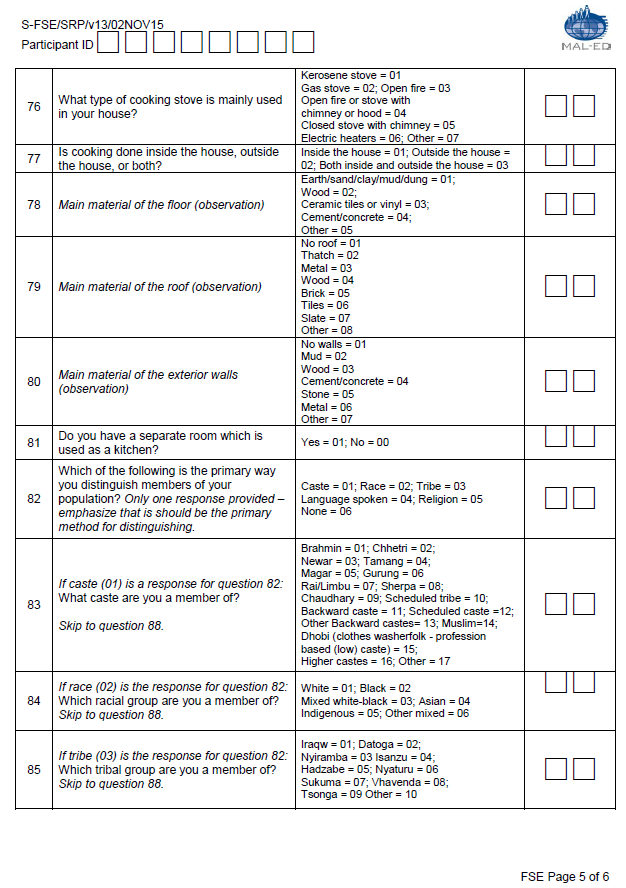 S-FSE/SRP/v13/02NOV15
Participant ID
MAL-ED
76
What type of cooking stove is mainly used
in your house?
Kerosene stove = 01
Gas stove = 02; Open fire = 03
Open fire or stove with
chimney or hood = 04
Closed stove with chimney = 05
Electric heaters = 06; Other = 07
77
Is cooking done inside the house, outside
the house, or both?
Inside the house = 01; Outside the house =
02; Both inside and outside the house = 03
78
Main material of the floor (observation)
Earth/sand/clay/mud/dung = 01;
Wood = 02;
Ceramic tiles or vinyl = 03;
Cement/concrete = 04;
Other = 05
79
Main material of the roof (observation)
No roof = 01
Thatch = 02
Metal = 03
Wood = 04
Brick = 05
Tiles = 06
Slate = 07
Other = 08
80
Main material of the exterior walls
(observation)
No walls = 01
Mud = 02
Wood = 03
Cement/concrete = 04
Stone = 05
Metal = 06
Other = 07
81
Do you have a separate room which is
used as a kitchen?
Yes = 01; No = 00
82
Which of the following is the primary way
you distinguish members of your
population? Only one response provided –
emphasize that is should be the primary
method for distinguishing.
Caste = 01; Race = 02; Tribe = 03
Language spoken = 04; Religion = 05
None = 06
83
If caste (01) is a response for question 82:
What caste are you a member of?
Skip to question 88.
Brahmin = 01; Chhetri = 02;
Newar = 03; Tamang = 04;
Magar = 05; Gurung = 06
Rai/Limbu = 07; Sherpa = 08;
Chaudhary = 09; Scheduled tribe = 10;
Backward caste = 11; Scheduled caste =12;
Other Backward castes= 13; Muslim=14;
Dhobi (clothes washerfolk - profession
based (low) caste) = 15;
Higher castes = 16; Other = 17
84
If race (02) is the response for question 82:
Which racial group are you a member of?
Skip to question 88.
White = 01; Black = 02
Mixed white-black = 03; Asian = 04
Indigenous = 05; Other mixed = 06
85
If tribe (03) is the response for question 82:
Which tribal group are you a member of?
Skip to question 88.
Iraqw = 01; Datoga = 02;
Nyiramba = 03 Isanzu = 04;
Hadzabe = 05; Nyaturu = 06
Sukuma = 07; Vhavenda = 08;
Tsonga = 09 Other = 10
FSE Page 5 of 6